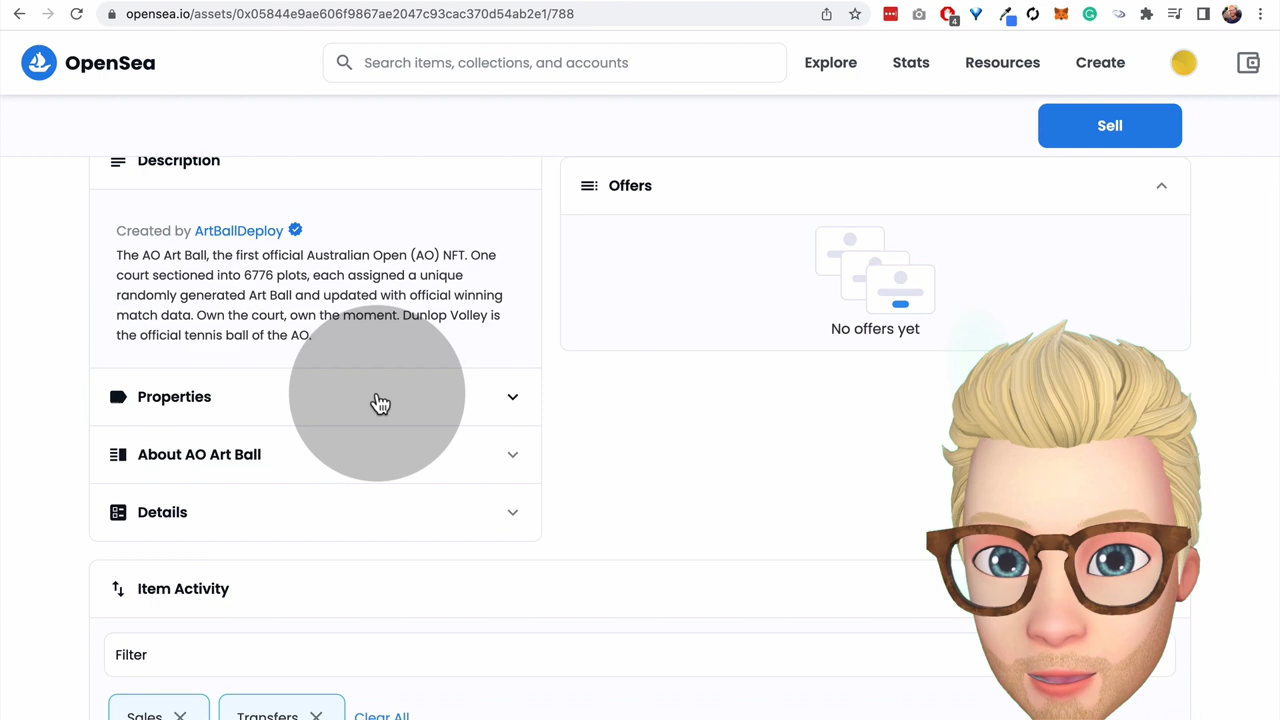 opensea.io/assets/0x05844e9ae606f9867ae2047c93cac370d54ab2e1/788
4
OpenSea
Search items, collections, and accounts
Explore
Stats
Resources
Create
Sell
Description
Offers
Created by ArtBallDeploy
The AO Art Ball, the first official Australian Open (AO) NFT. One
court sectioned into 6776 plots, each assigned a unique
randomly generated Art Ball and updated with official winning
match data. Own the court, own the moment. Dunlop Volley is
the official tennis ball of the AO.
No offers yet
Properties
About AO Art Ball
Details
Item Activity
Filter
Sales
Transfers
Clear All